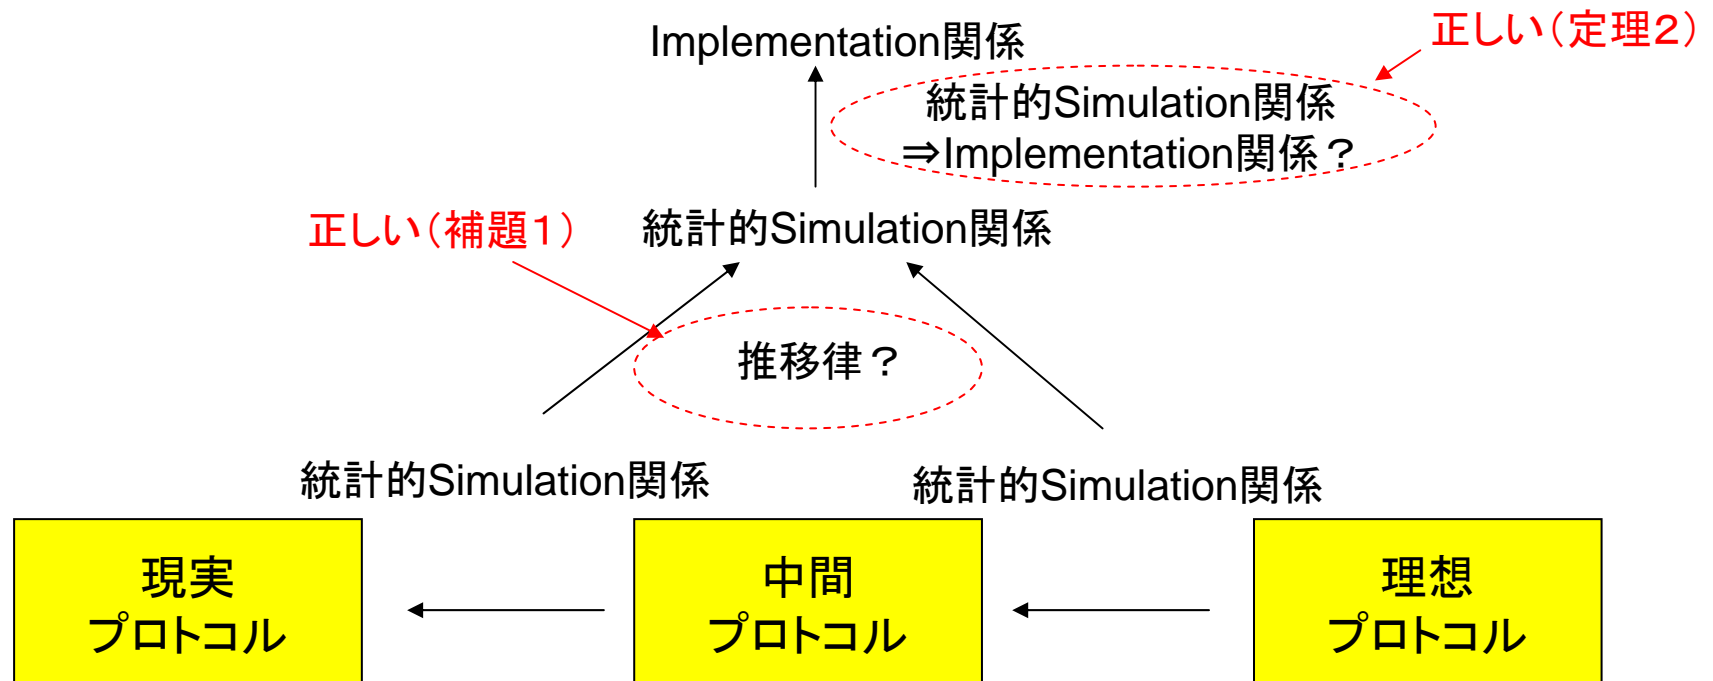 Implementation関係
正しい（定理２）
統計的Simulation関係
⇒Implementation関係？
正しい（補題１）
統計的Simulation関係
推移律？
統計的Simulation関係
統計的Simulation関係
現実
プロトコル
中間
プロトコル
理想
プロトコル